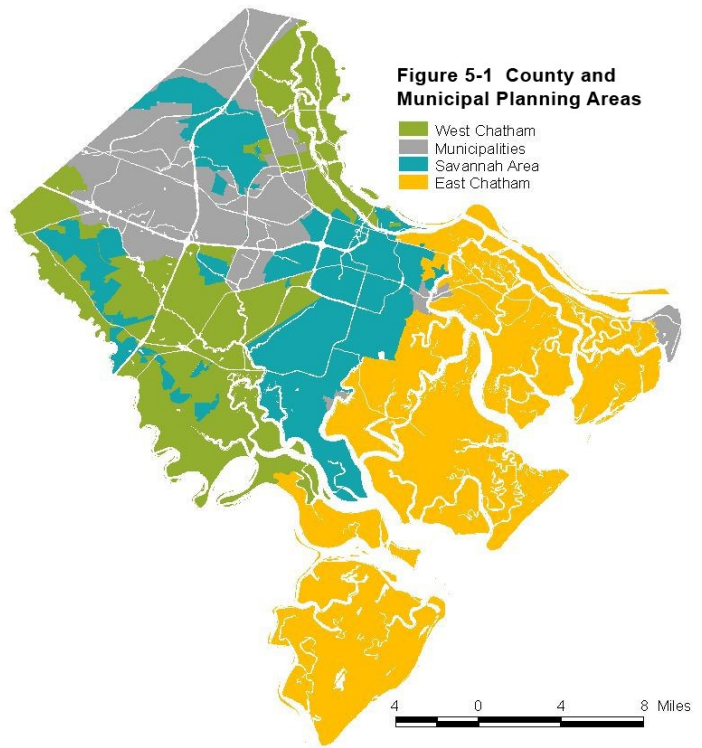 Figure 5-1 County and
Municipal Planning Areas
West Chatham
Municipalities
Savannah Area
East Chatham
4 0 4 8 Miles